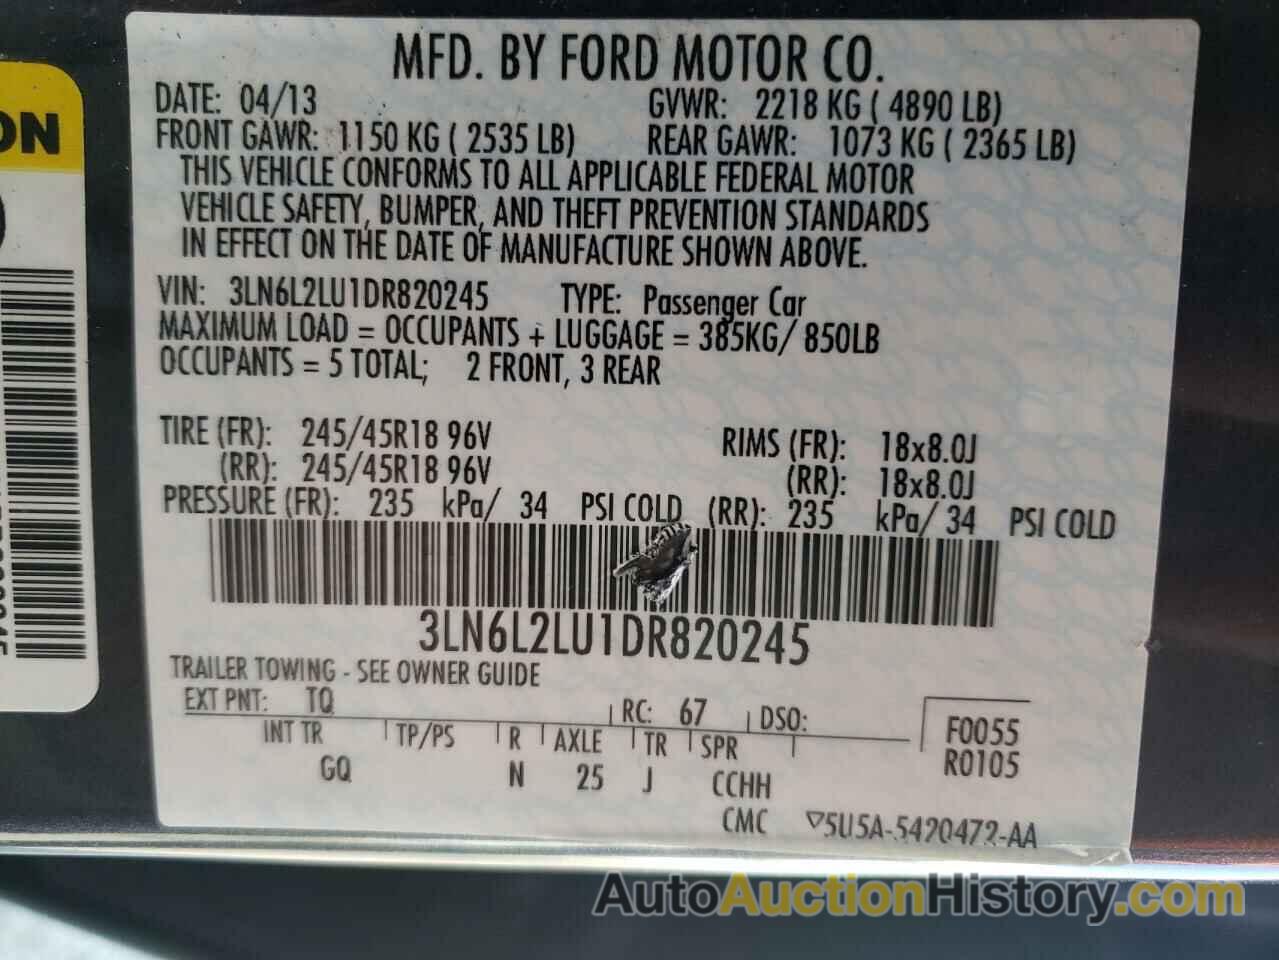 MFD. BY FORD MOTOR CO.
DATE: 04/13 GVWR: 2218 KG ( 4890 LB)
FRONT GAWR: 1150 KG ( 2535 LB) REAR GAWR: 1073 KG ( 2365 LB)
THIS VEHICLE CONFORMS TO ALL APPLICABLE FEDERAL MOTOR
VEHICLE SAFETY, BUMPER, AND THEFT PREVENTION STANDARDS
IN EFFECT ON THE DATE OF MANUFACTURE SHOWN ABOVE.
VIN: 3LN6L2LU1DR820245 TYPE: Passenger Car
MAXIMUM LOAD = OCCUPANTS + LUGGAGE = 385KG/ 850LB
OCCUPANTS = 5 TOTAL; 2 FRONT, 3 REAR
TIRE (FR): 245/45R18 96V RIMS (FR): 18x8.0J
(RR): 245/45R18 96V (RR): 18x8.0J
PRESSURE (FR): 235 kPa/ 34 PSI COLD (RR): 235 kPa/ 34 PSI COLD
3LN6L2LU1DR820245
TRAILER TOWING - SEE OWNER GUIDE
EXT PNT: TQ RC: 67 DSO: F0055
INT TR TP/PS R AXLE TR SPR R0105
GQ N 25 J CCHH
CMC ▽5U5A-5420472-AA
ON
AutoAuctionHistory.com